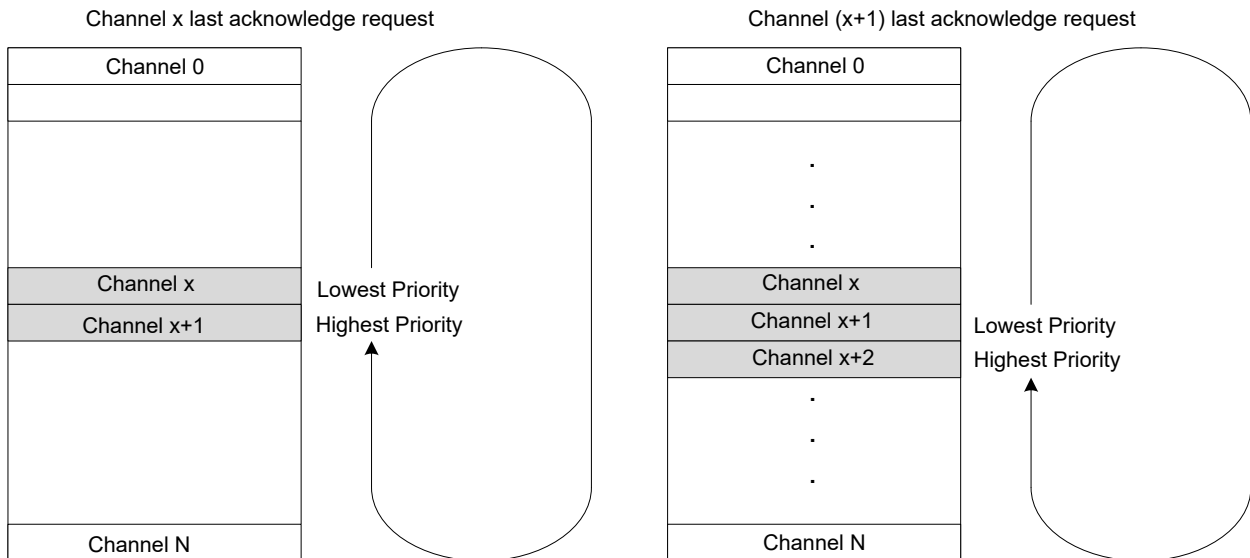 Channel x last acknowledge request
Channel 0
Channel x
Lowest Priority
Channel x+1
Highest Priority
Channel N
Channel (x+1) last acknowledge request
Channel 0
.
.
.
Channel x
Channel x+1
Lowest Priority
Channel x+2
Highest Priority
.
.
.
Channel N